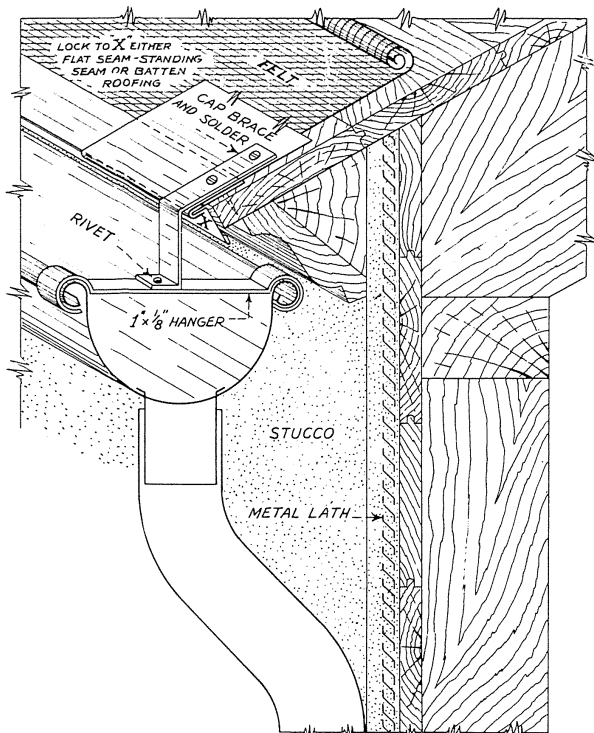 LOCK TO "X" EITHER
FLAT SEAM-STANDING
SEAM OR BATTEN
ROOFING
FELT
CAP BRACE
AND SOLDER
X
RIVET
1" x 1/8" HANGER
STUCCO
METAL LATH